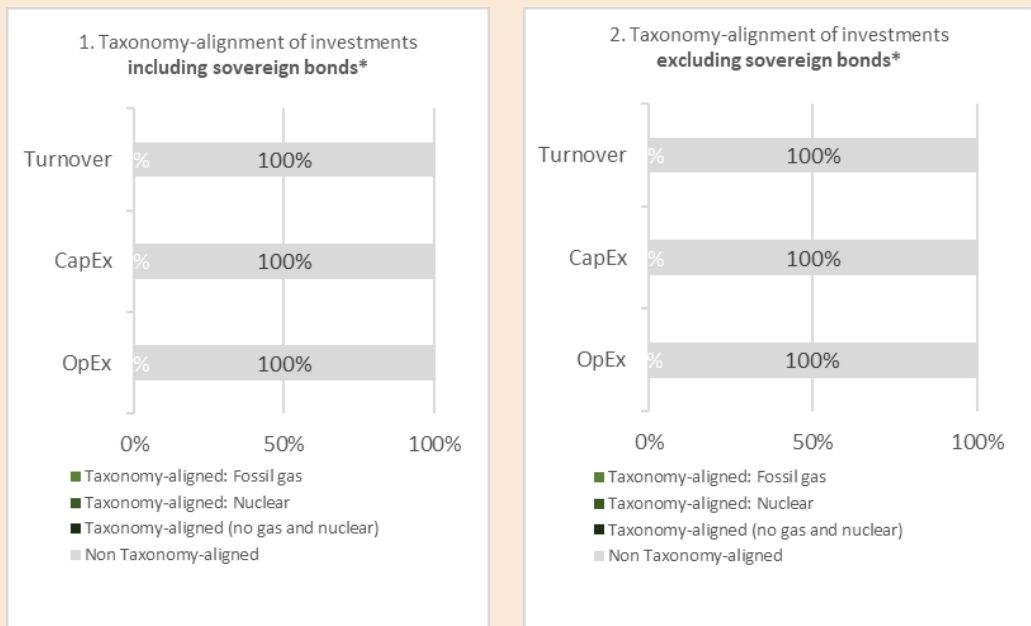 1. Taxonomy-alignment of investments
including sovereign bonds*
Turnover
%
100%
CapEx
%
100%
OpEx
%
100%
0%
50%
100%
Taxonomy-aligned: Fossil gas
Taxonomy-aligned: Nuclear
Taxonomy-aligned (no gas and nuclear)
Non Taxonomy-aligned
2. Taxonomy-alignment of investments
excluding sovereign bonds*
Turnover
%
100%
CapEx
%
100%
OpEx
%
100%
0%
50%
100%
Taxonomy-aligned: Fossil gas
Taxonomy-aligned: Nuclear
Taxonomy-aligned (no gas and nuclear)
Non Taxonomy-aligned